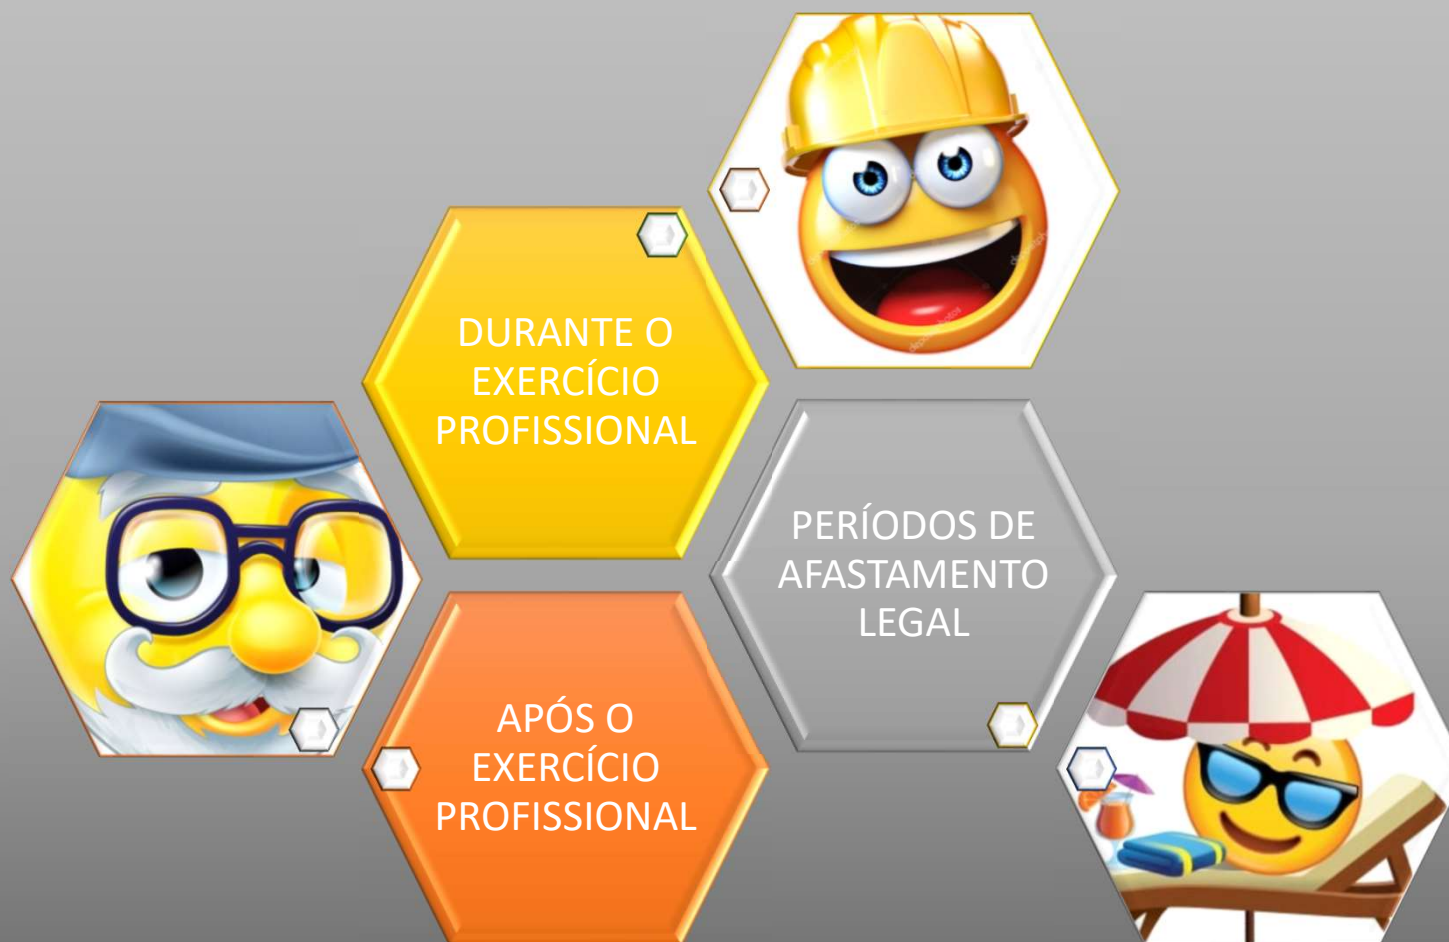 DURANTE O
EXERCÍCIO
PROFISSIONAL
PERÍODOS DE
AFASTAMENTO
LEGAL
APÓS O
EXERCÍCIO
PROFISSIONAL